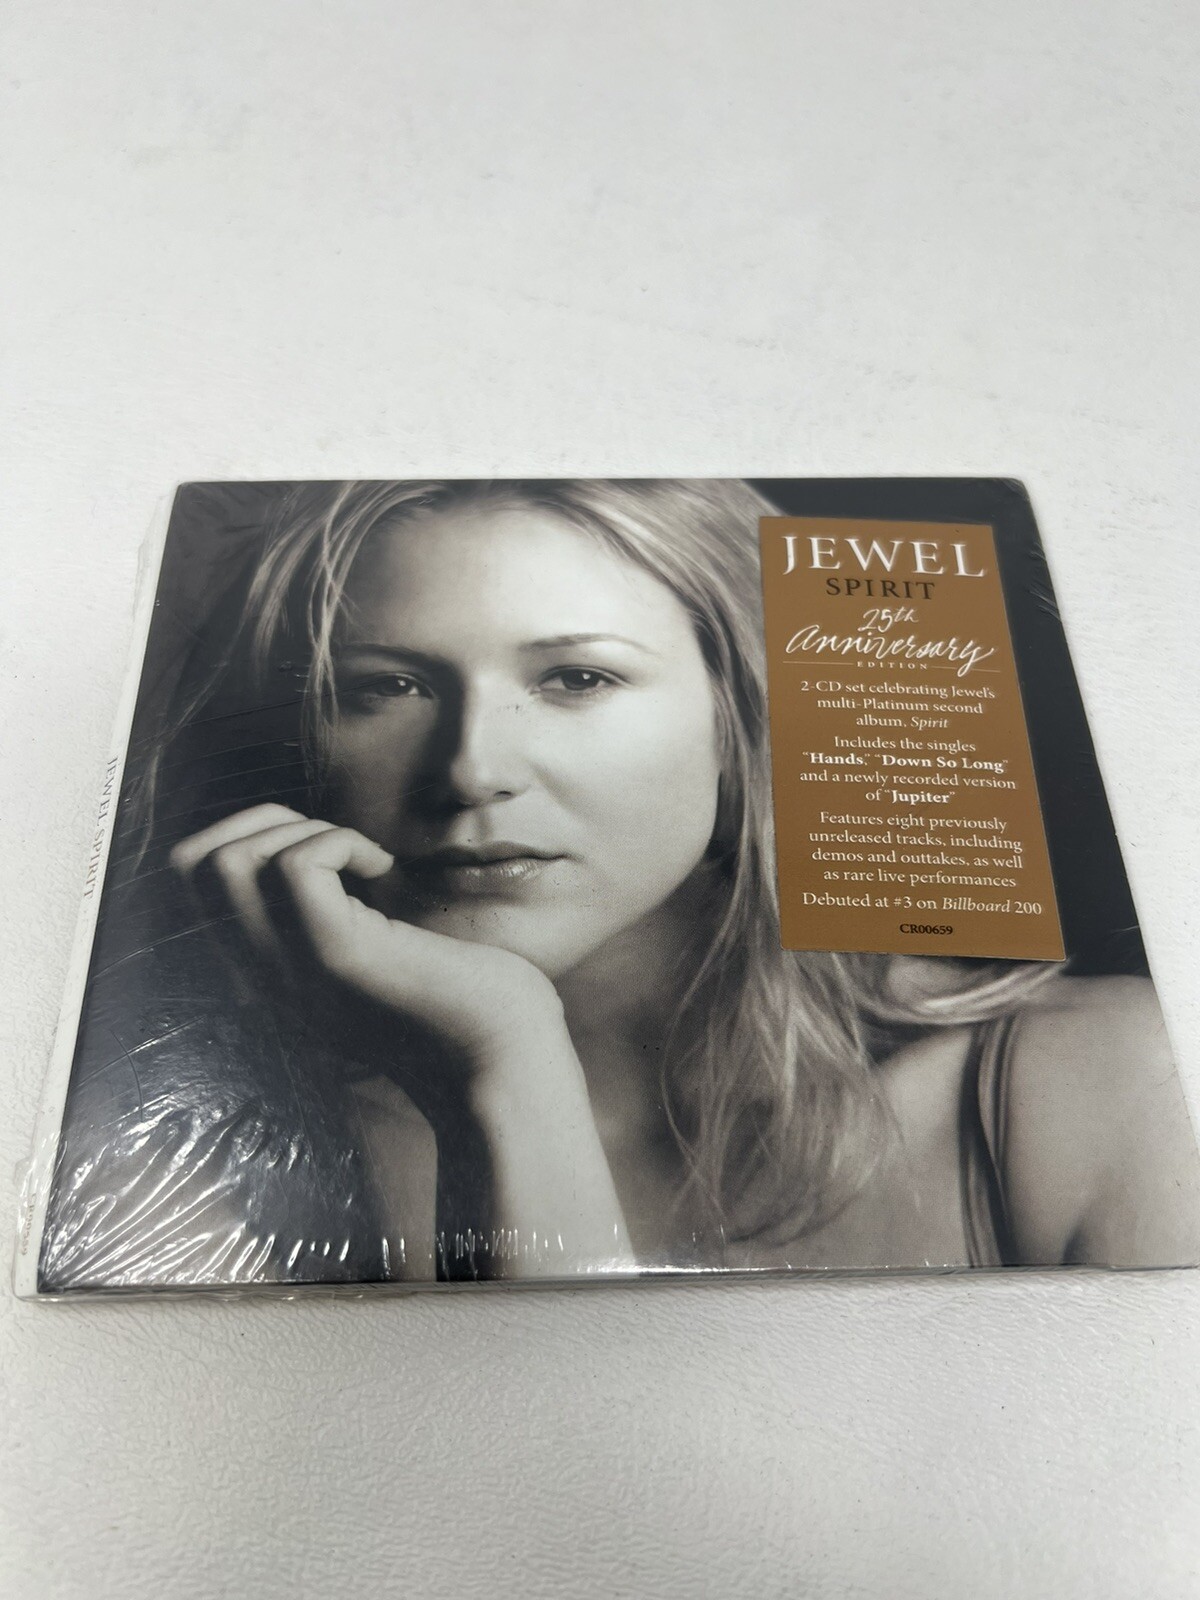 JEWEL
SPIRIT
25th
Anniversary
EDITION
2-CD set celebrating Jewel's
multi-Platinum second
album, Spirit
Includes the singles
"Hands," "Down So Long"
and a newly recorded version
of "Jupiter"
Features eight previously
unreleased tracks, including
demos and outtakes, as well
as rare live performances
Debuted at #3 on Billboard 200
CR00659
JEWEL SPIRIT
CR00659